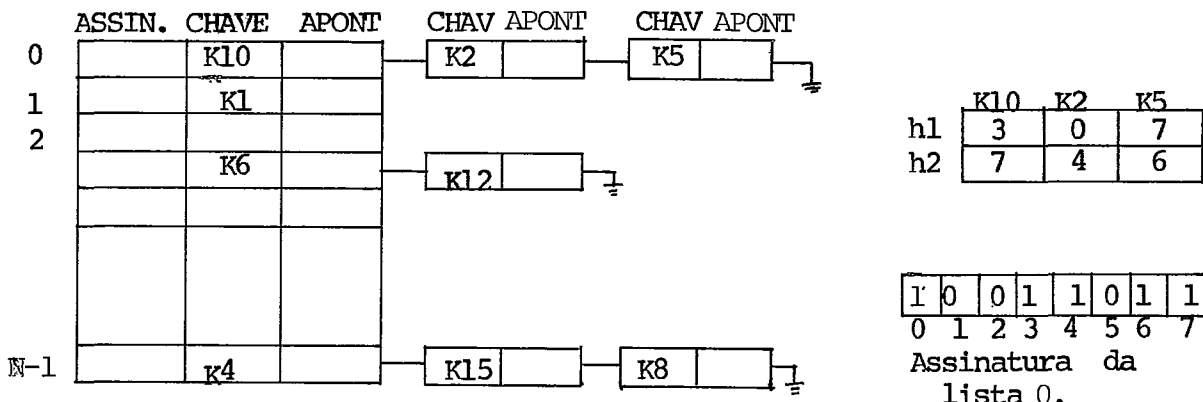 ASSIN. CHAVE APONT CHAV APONT CHAV APONT
0 K10 K2 K5
1 K1
2
K6 K12
N-1 K4 K15 K8
K10 K2 K5
h1 3 0 7
h2 7 4 6
1 0 0 1 1 0 1 1
0 1 2 3 4 5 6 7
Assinatura da
lista 0.